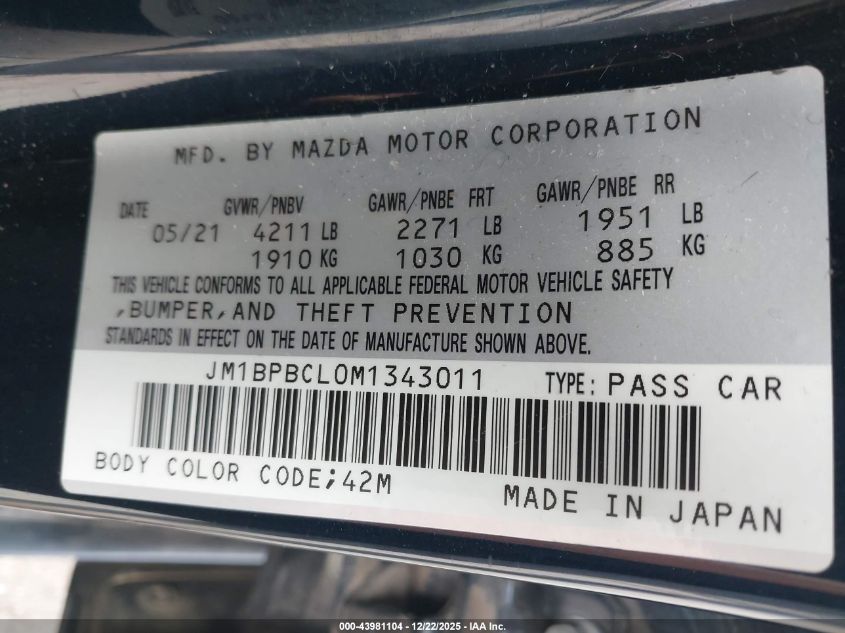 MFD. BY MAZDA MOTOR CORPORATION
DATE GVWR/PNBV GAWR/PNBE FRT GAWR/PNBE RR
05/21 4211 LB 2271 LB 1951 LB
1910 KG 1030 KG 885 KG
THIS VEHICLE CONFORMS TO ALL APPLICABLE FEDERAL MOTOR VEHICLE SAFETY
,BUMPER,AND THEFT PREVENTION
STANDARDS IN EFFECT ON THE DATE OF MANUFACTURE SHOWN ABOVE.
JM1BPBCL0M1343011 TYPE: PASS CAR
BODY COLOR CODE;42M
MADE IN JAPAN
000-43981104 - 12/22/2025 - IAA Inc.